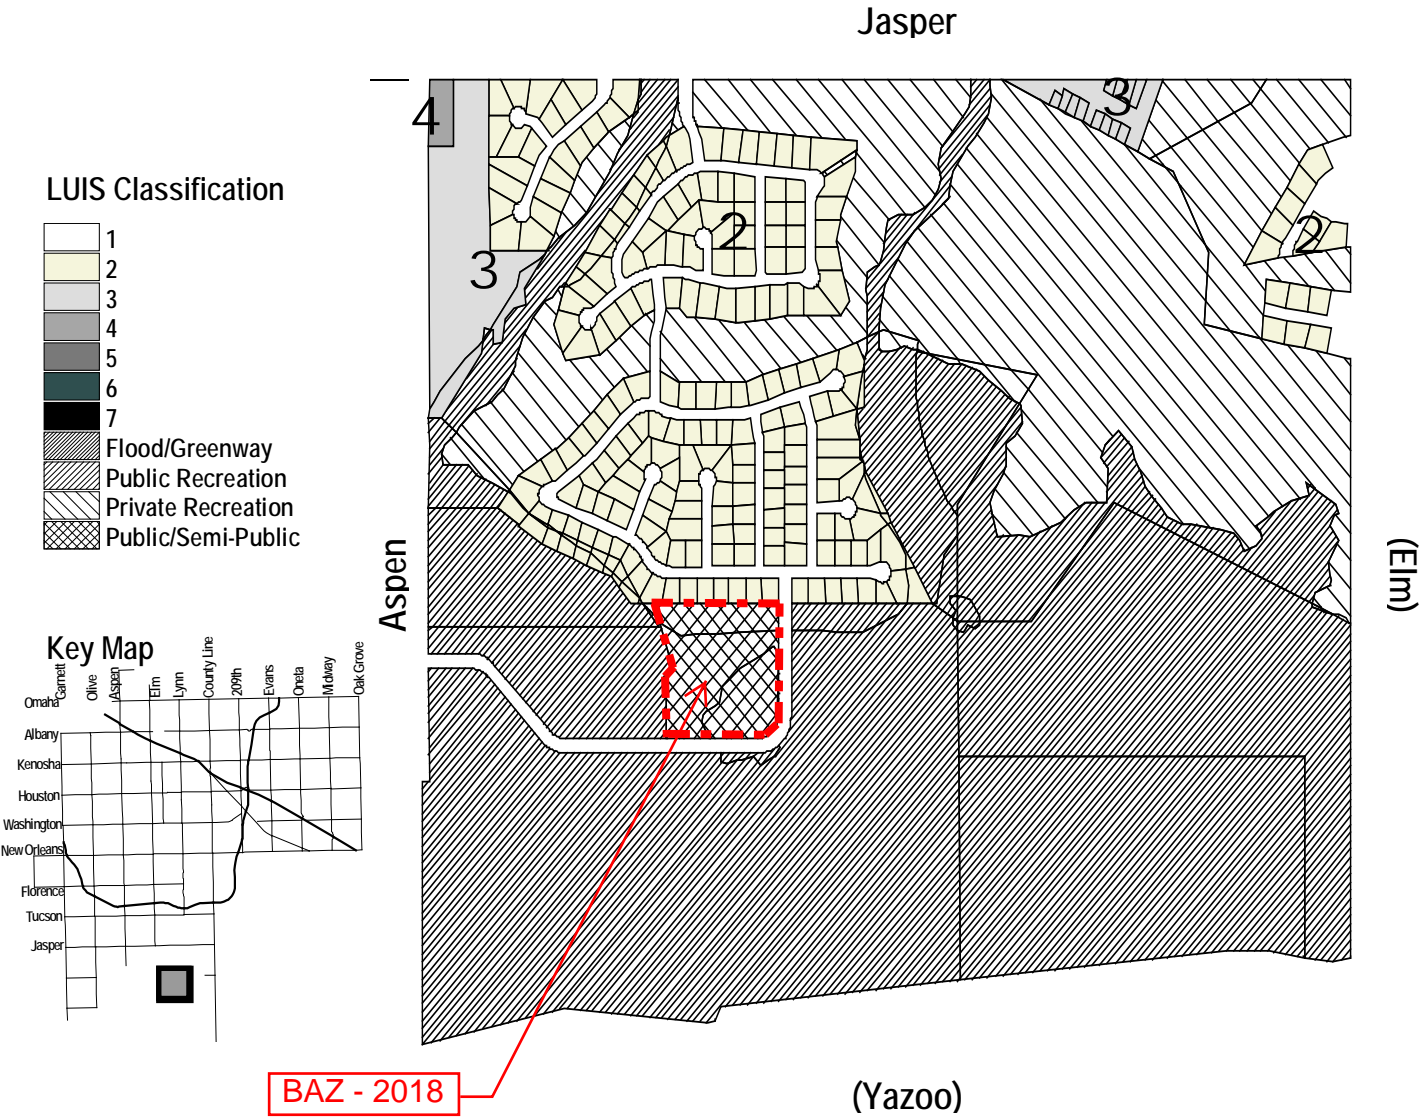 Jasper
4
3
LUIS Classification
1
2
3
4
5
6
7
Flood/Greenway
Public Recreation
Private Recreation
Public/Semi-Public
2
3
2
Aspen
(Elm)
Key Map
Garnett
Olive
Aspen
Elm
Lynn
County Line
209th
Evans
Oneta
Midway
Oak Grove
Omaha
Albany
Kenosha
Houston
Washington
New Orleans
Florence
Tucson
Jasper
BAZ - 2018
(Yazoo)